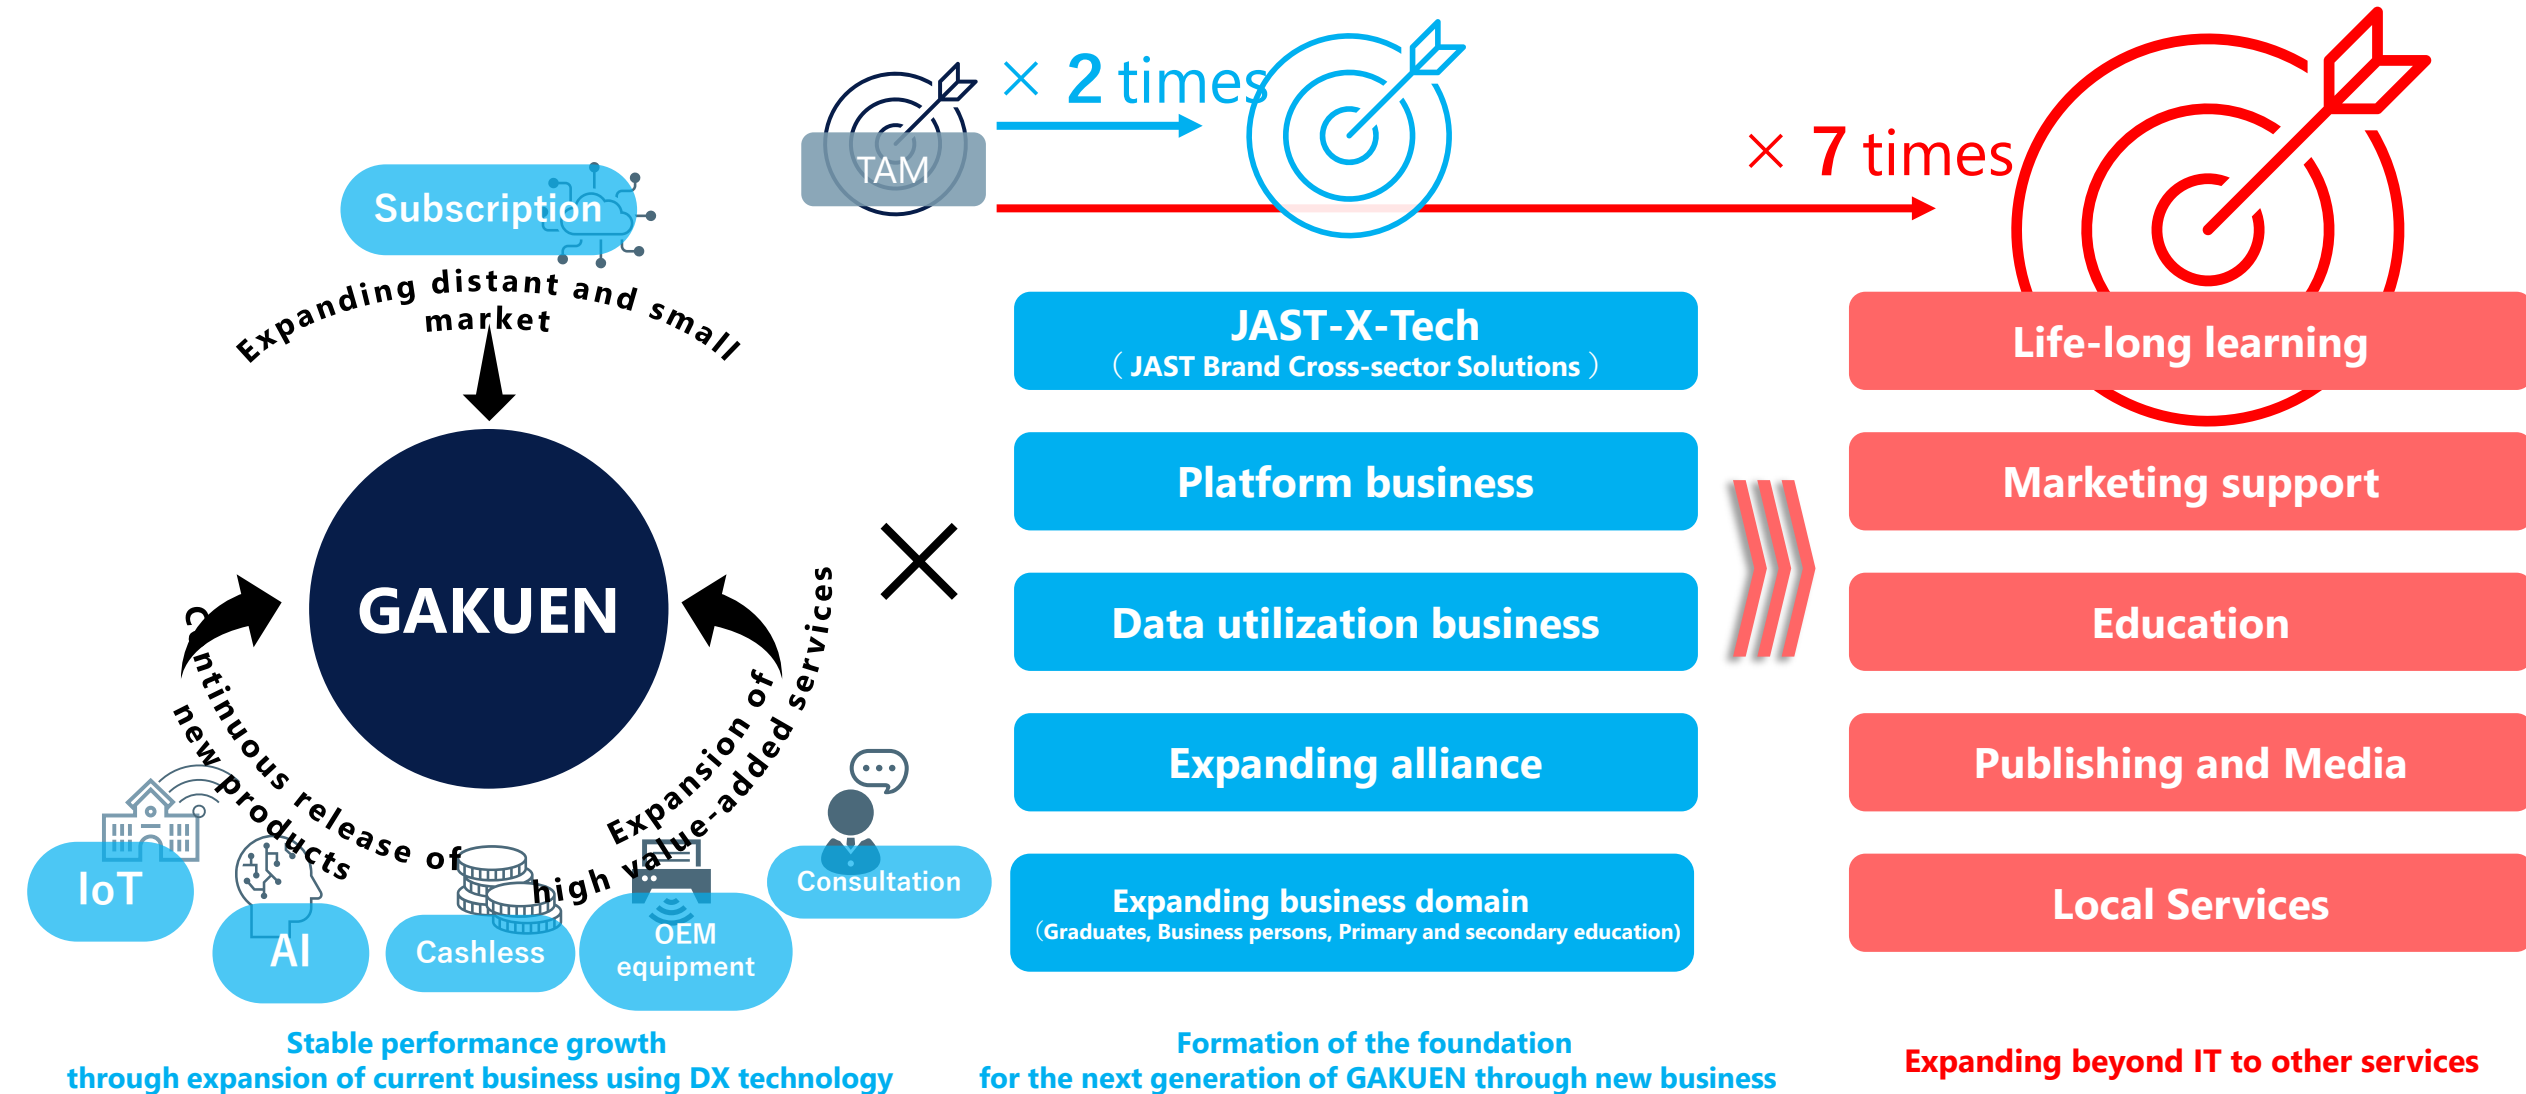 × 2 times
TAM
× 7 times
Subscription
Expanding distant and small
market
GAKUEN
Continuous release of
new products
Expansion of
high value-added services
IoT
AI
Cashless
OEM
equipment
Consultation
Stable performance growth
through expansion of current business using DX technology
×
JAST-X-Tech
（ JAST Brand Cross-sector Solutions ）
Platform business
Data utilization business
Expanding alliance
Expanding business domain
（Graduates, Business persons, Primary and secondary education)
Formation of the foundation
for the next generation of GAKUEN through new business
Life-long learning
Marketing support
Education
Publishing and Media
Local Services
Expanding beyond IT to other services